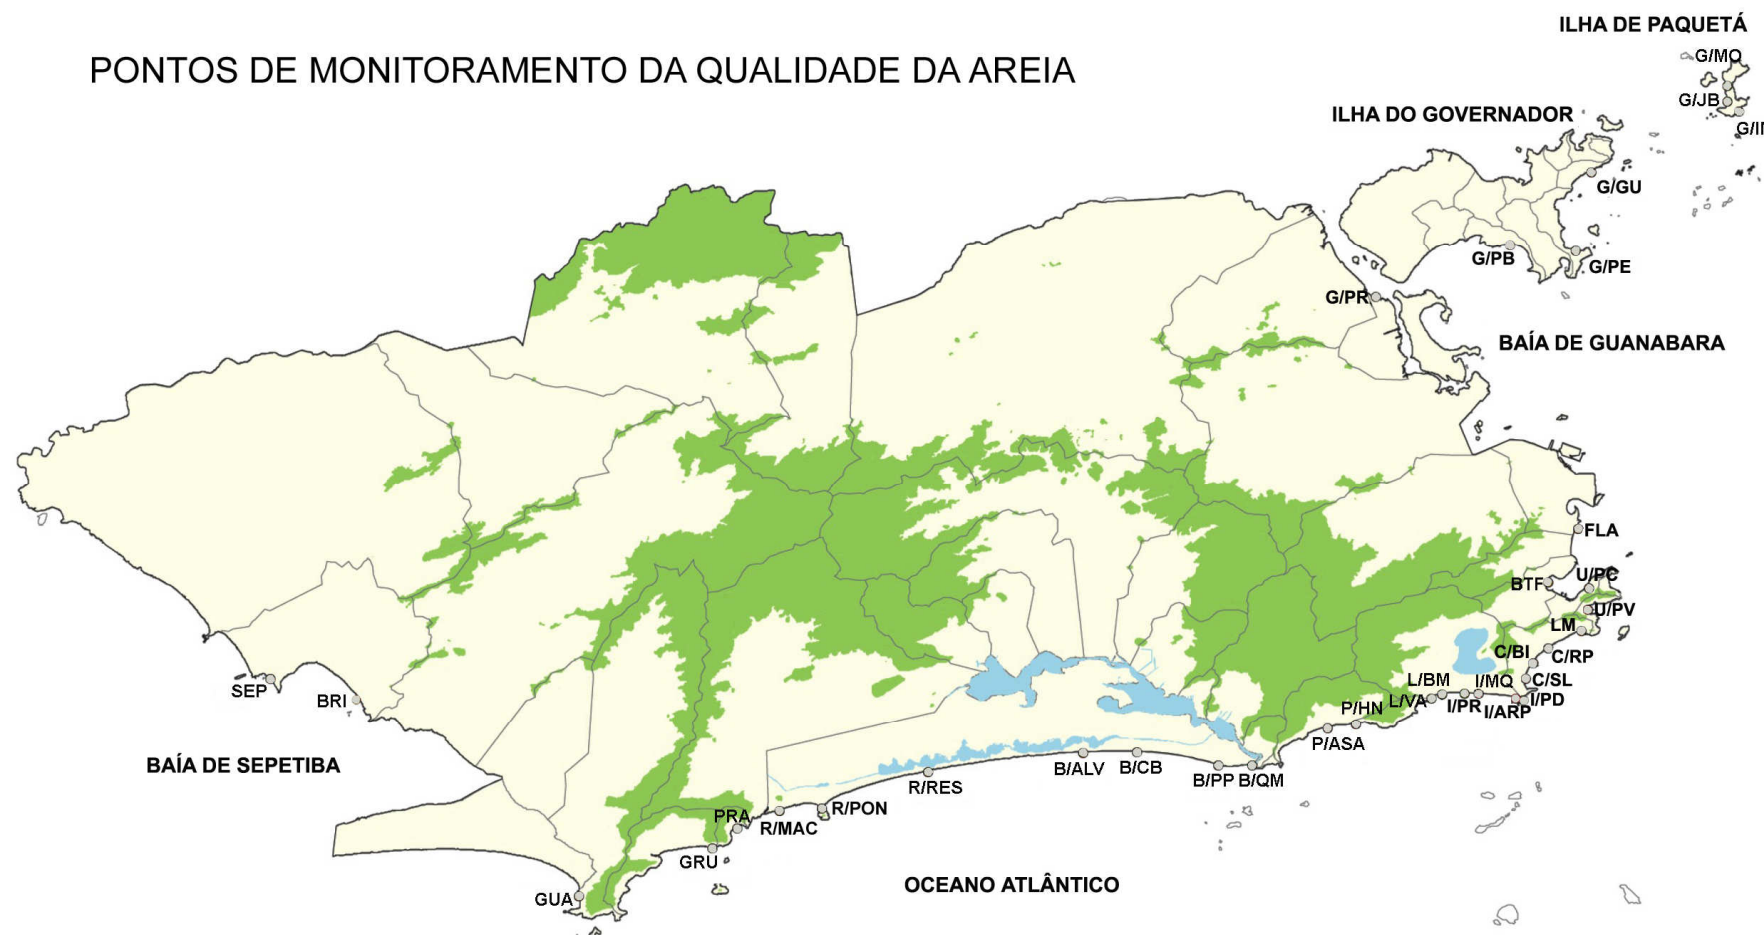 ILHA DE PAQUETÁ
G/MO
PONTOS DE MONITORAMENTO DA QUALIDADE DA AREIA
G/JB
ILHA DO GOVERNADOR
G/GU
G/PB
G/PE
G/PR
BAÍA DE GUANABARA
FLA
U/PC
BTF
U/PV
LM
C/BI
C/RP
L/BM
I/MQ
C/SL
SEP
BRI
L/VA
I/PR
I/ARP
I/PD
P/HN
P/ASA
BAÍA DE SEPETIBA
B/ALV
B/CB
B/PP
B/QM
R/RES
PRA
R/MAC
R/PON
GRU
OCEANO ATLÂNTICO
GUA